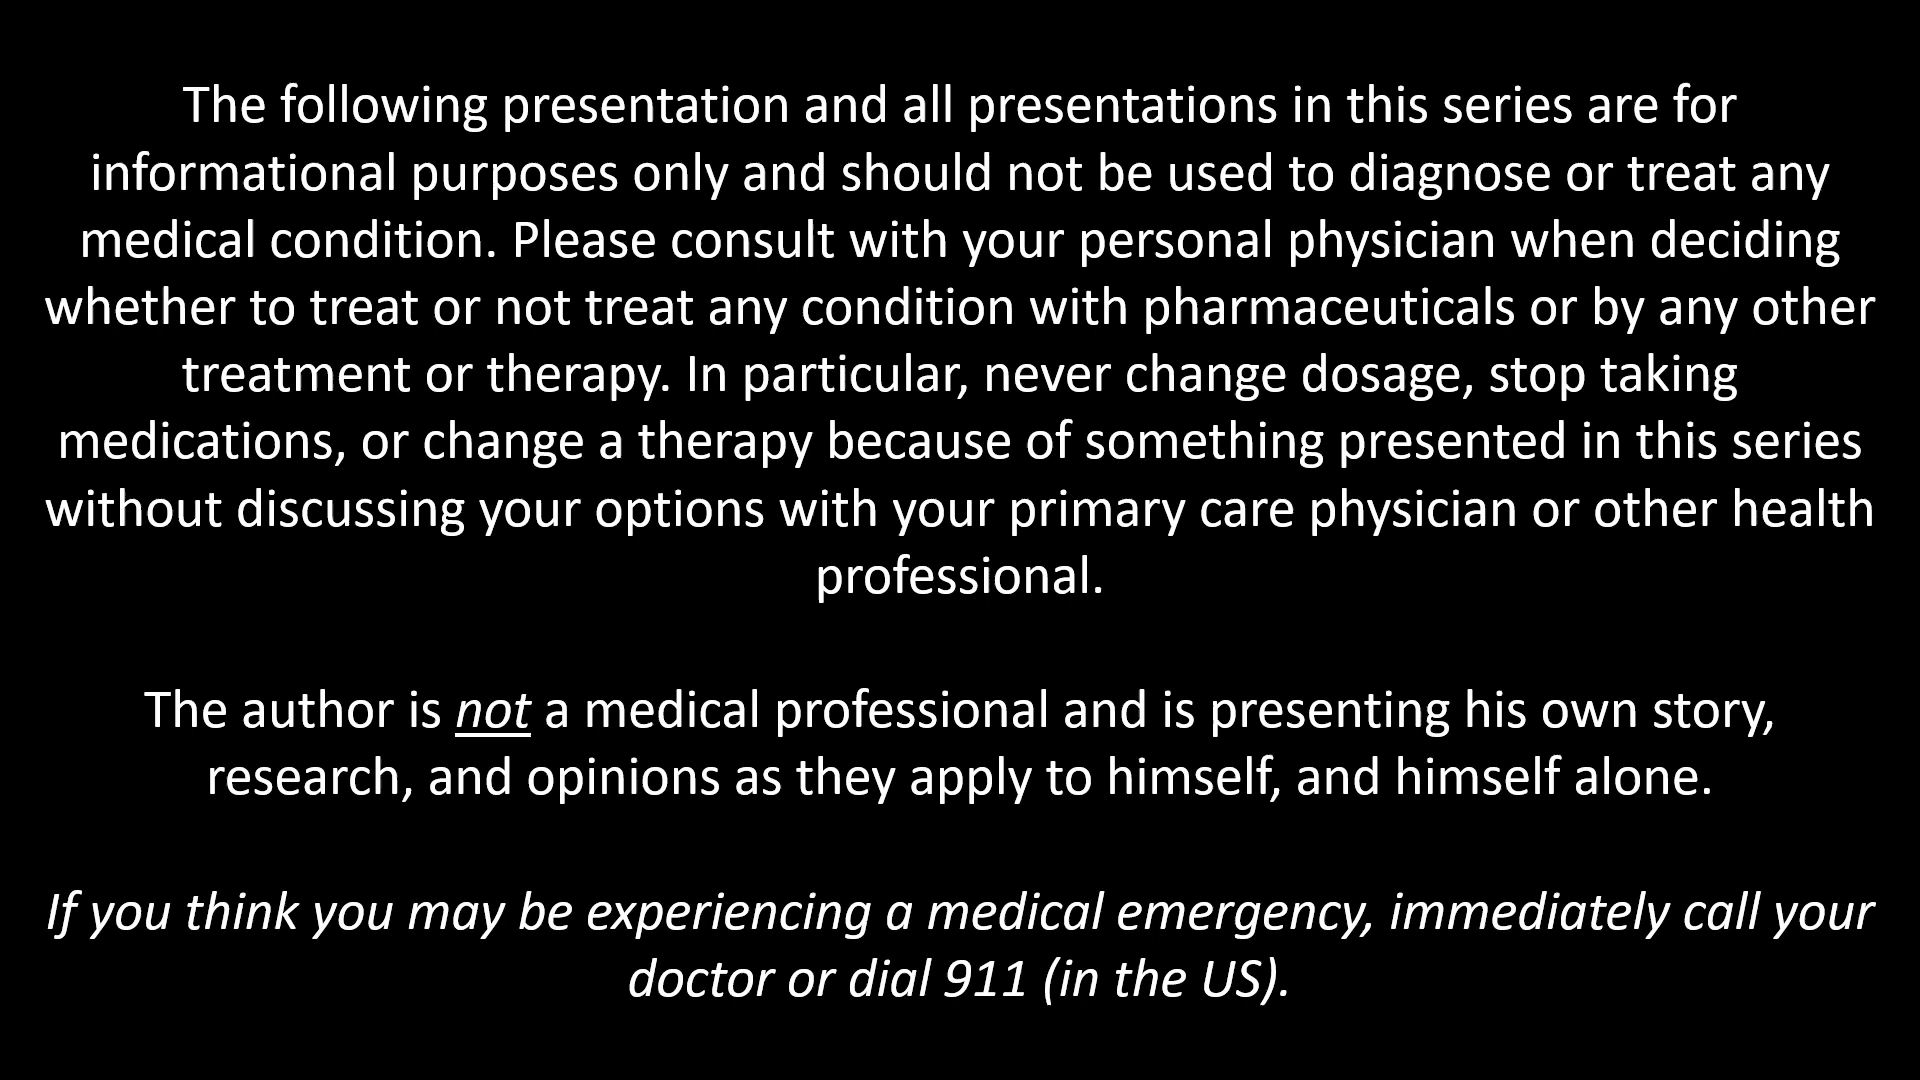 The following presentation and all presentations in this series are for
informational purposes only and should not be used to diagnose or treat any
medical condition. Please consult with your personal physician when deciding
whether to treat or not treat any condition with pharmaceuticals or by any other
treatment or therapy. In particular, never change dosage, stop taking
medications, or change a therapy because of something presented in this series
without discussing your options with your primary care physician or other health
professional.
The author is not a medical professional and is presenting his own story,
research, and opinions as they apply to himself, and himself alone.
If you think you may be experiencing a medical emergency, immediately call your
doctor or dial 911 (in the US).